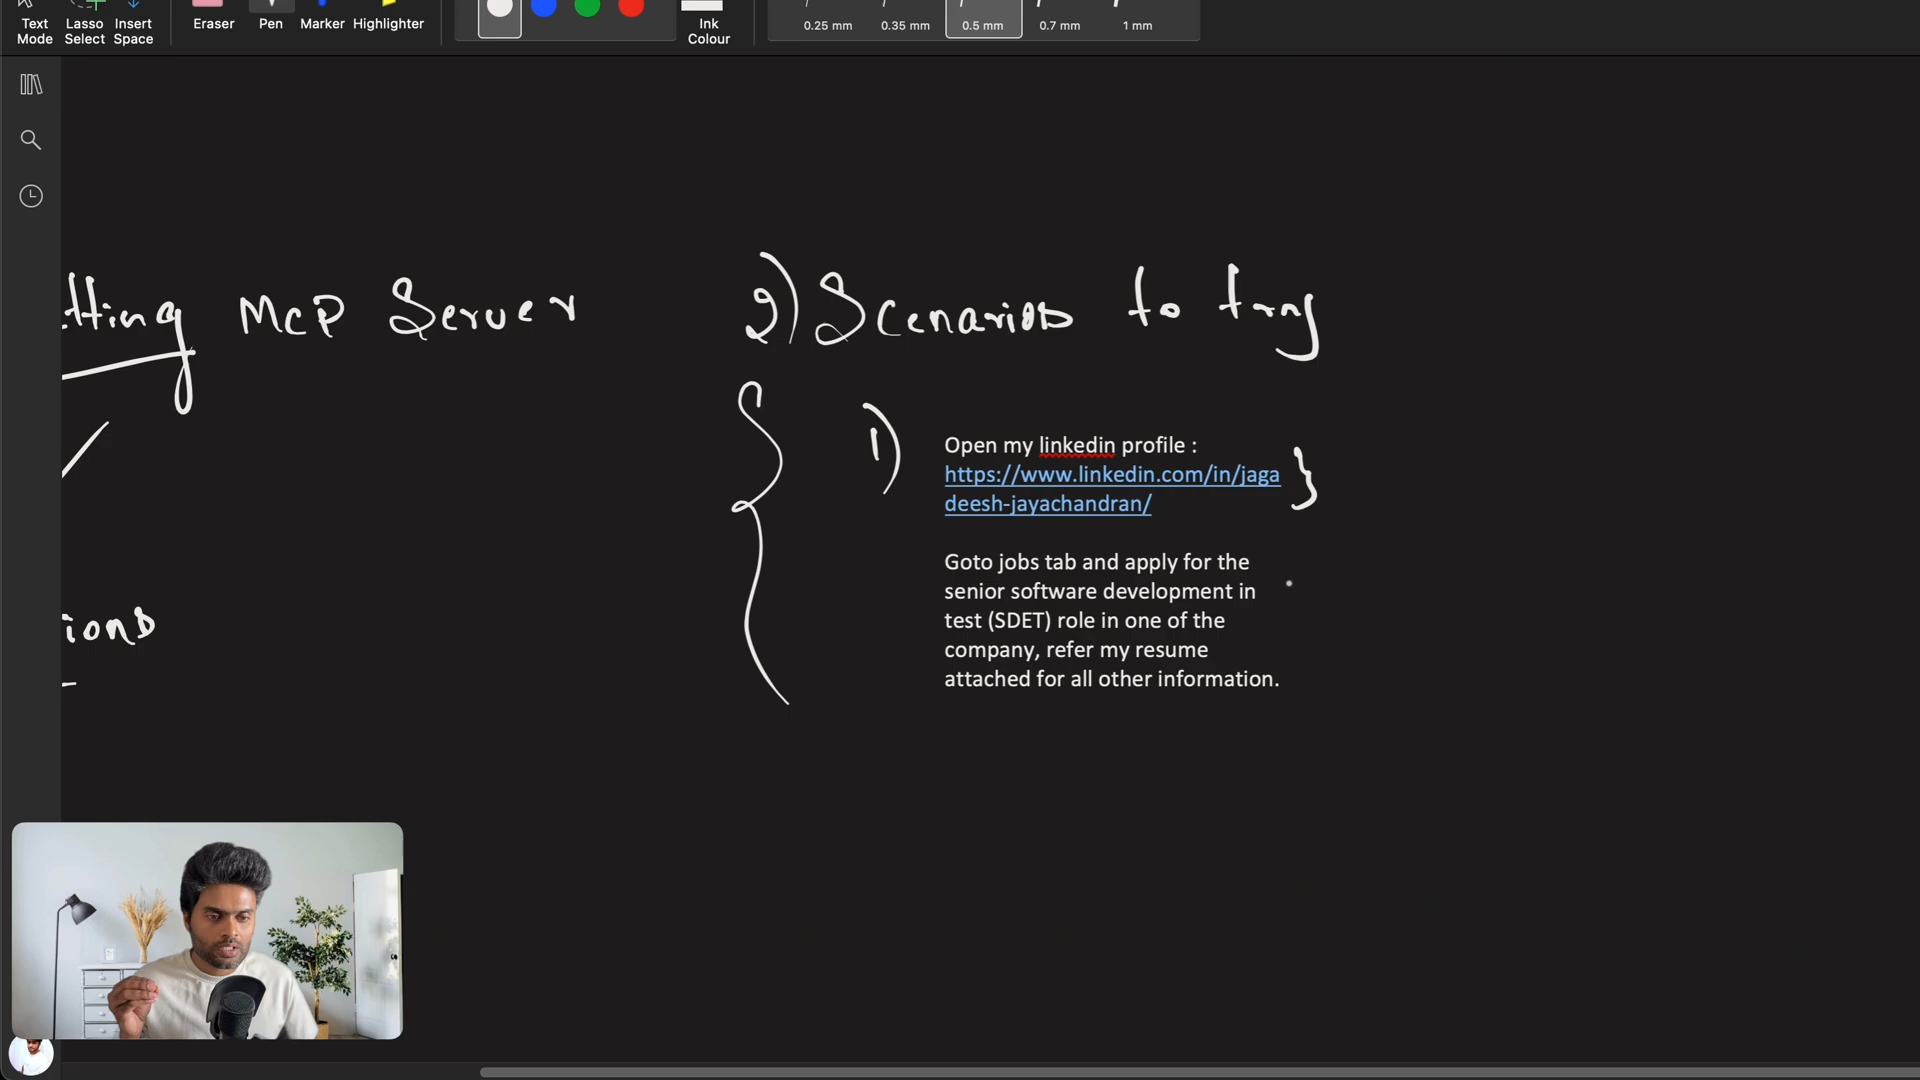 Text
Mode
Lasso
Select
Insert
Space
Eraser
Pen
Marker
Highlighter
Ink
Colour
0.25 mm
0.35 mm
0.5 mm
0.7 mm
1 mm
tting MCP Server
2) Scenarios to
1)
Open my linkedin profile :
https://www.linkedin.com/in/jaga
deesh-jayachandran/
Goto jobs tab and apply for the
senior software development in
test (SDET) role in one of the
company, refer my resume
attached for all other information.
ions